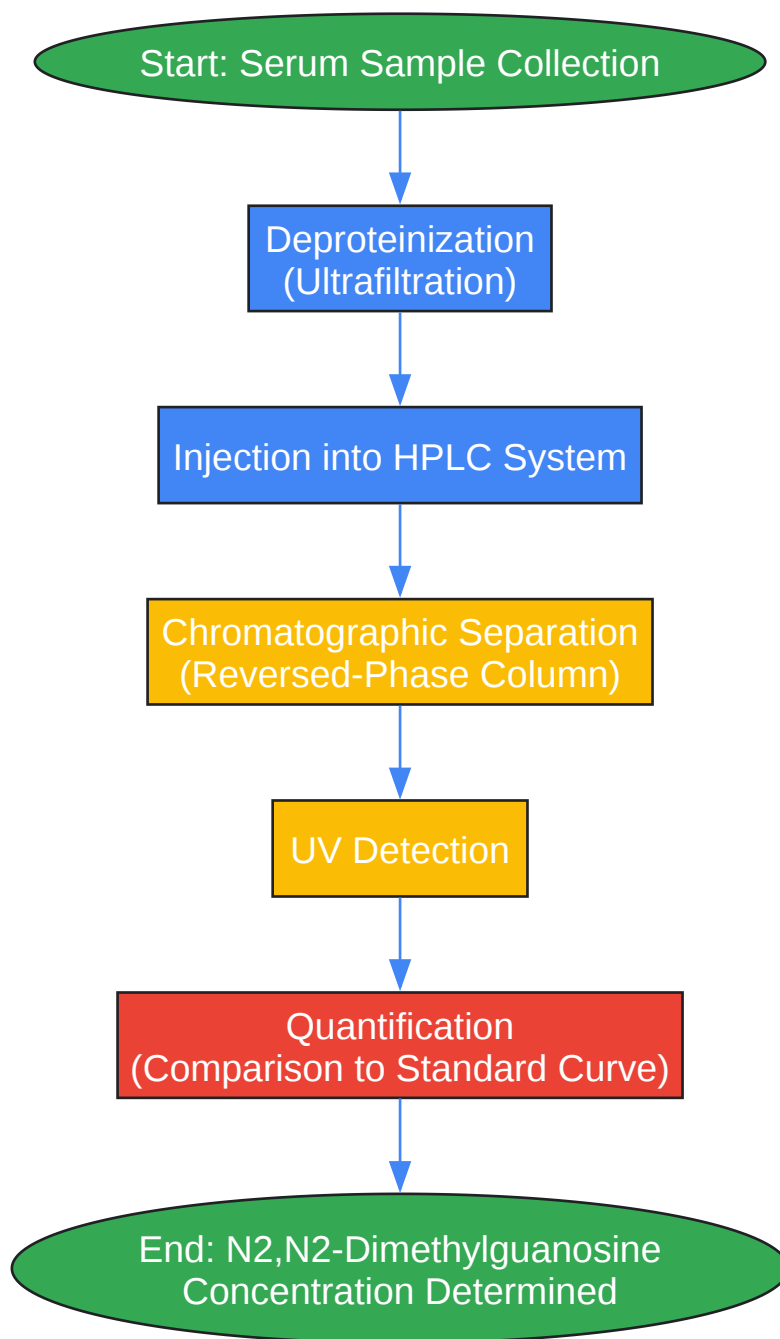 Start: Serum Sample Collection
Deproteinization
(Ultrafiltration)
Injection into HPLC System
Chromatographic Separation
(Reversed-Phase Column)
UV Detection
Quantification
(Comparison to Standard Curve)
End: N2,N2-Dimethylguanosine
Concentration Determined